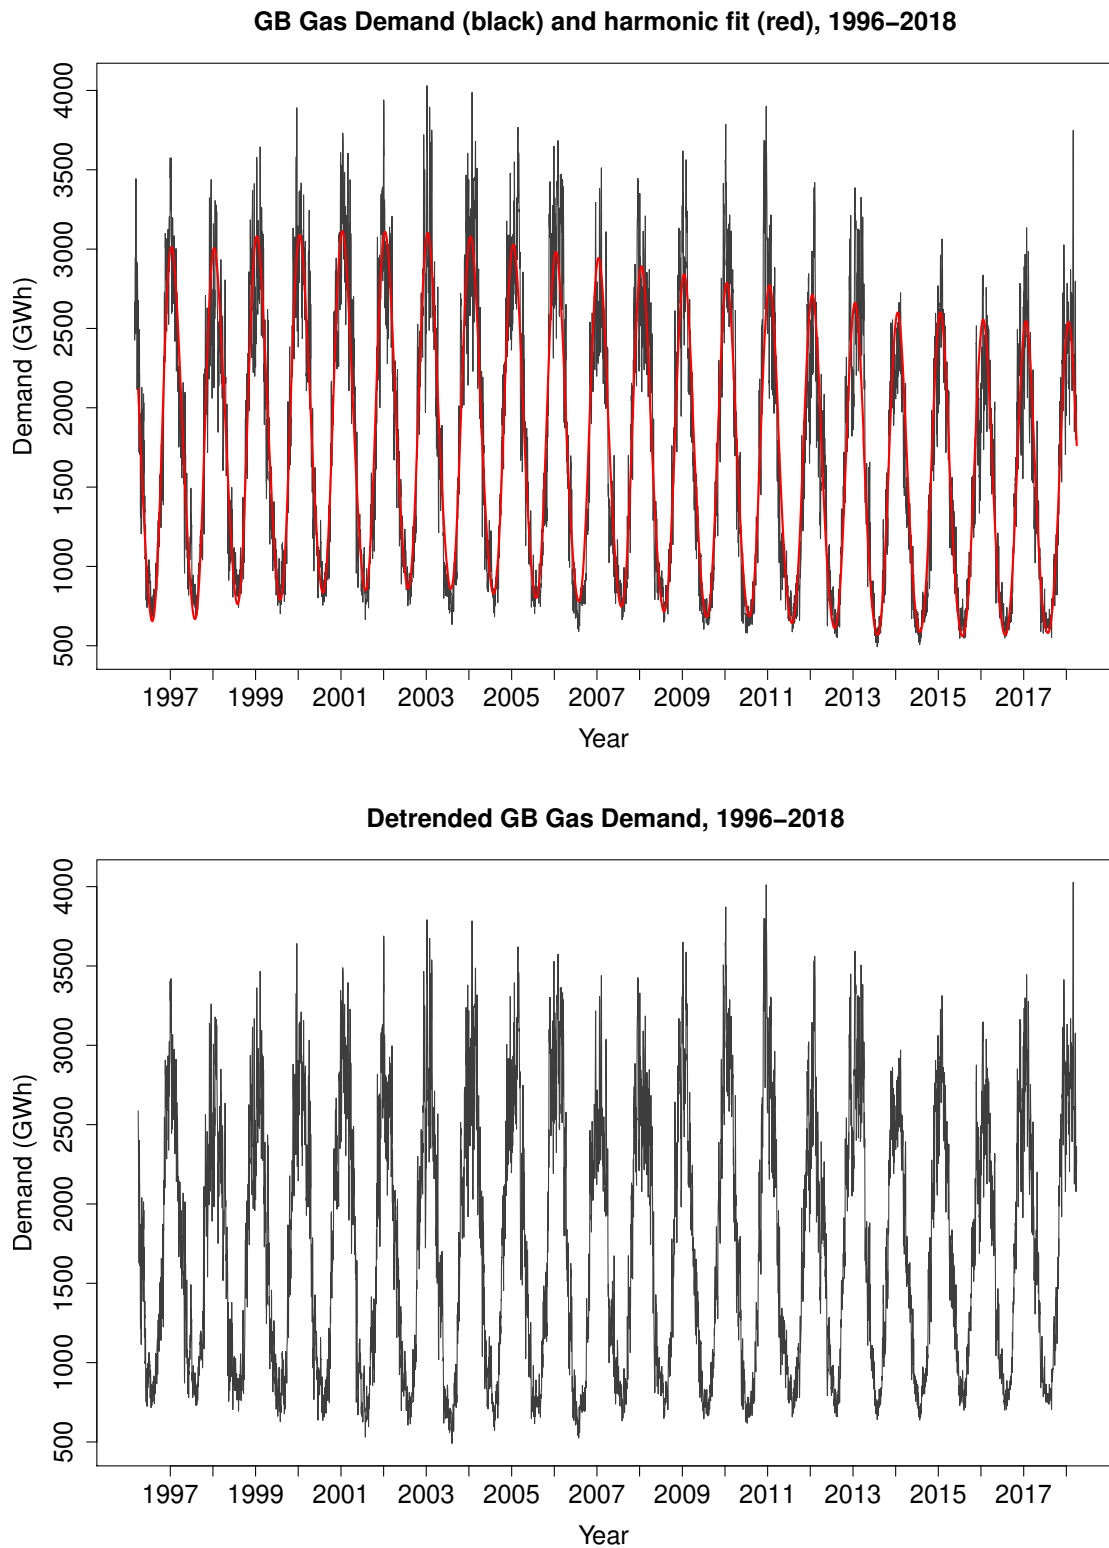 GB Gas Demand (black) and harmonic fit (red), 1996−2018
4000
3500
3000
2500
2000
1500
1000
500
Demand (GWh)
1997 1999 2001 2003 2005 2007 2009 2011 2013 2015 2017
Year
Detrended GB Gas Demand, 1996−2018
4000
3500
3000
2500
2000
1500
1000
500
Demand (GWh)
1997 1999 2001 2003 2005 2007 2009 2011 2013 2015 2017
Year